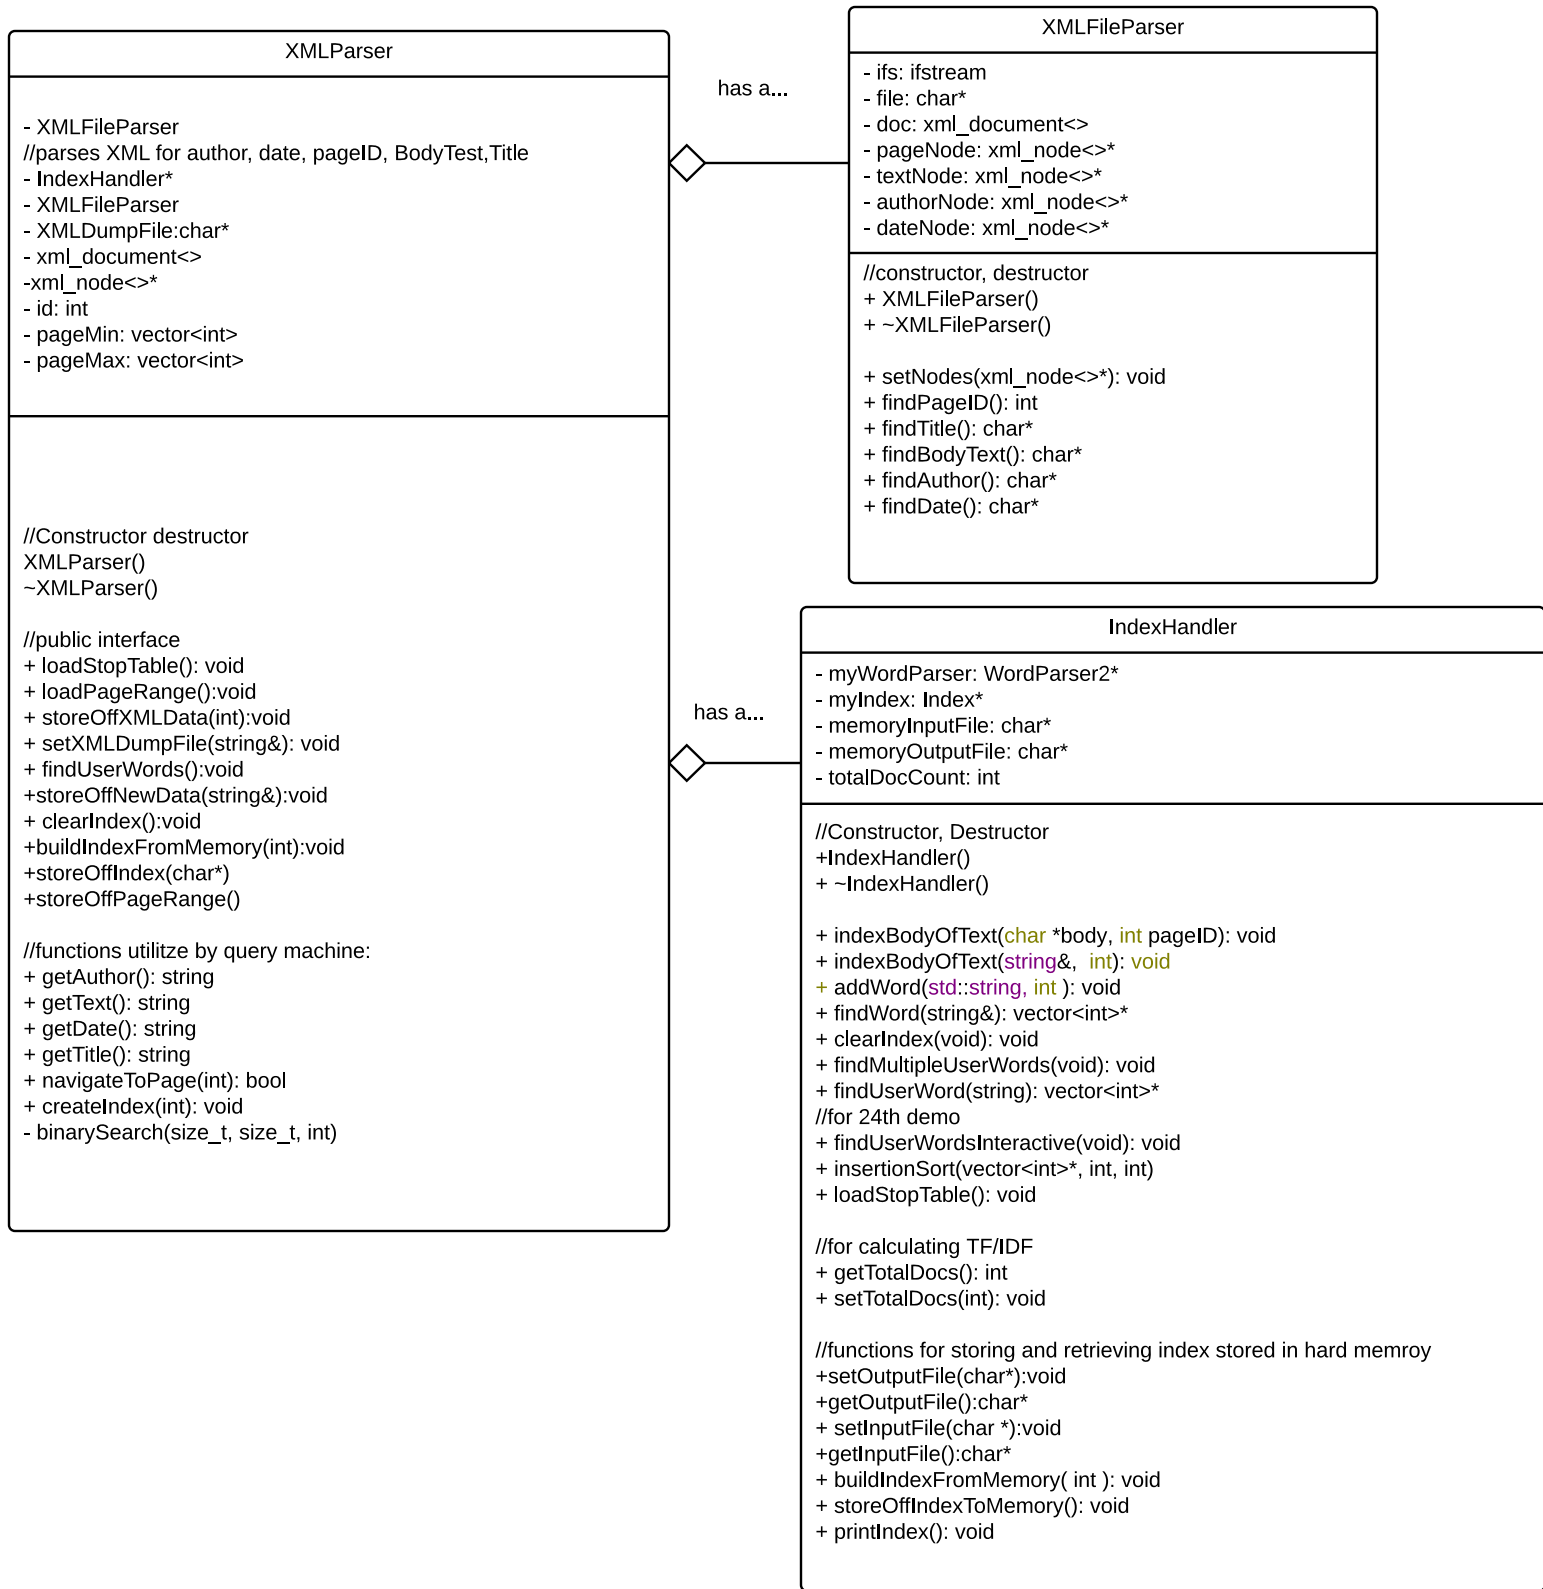 XMLParser
- XMLFileParser
//parses XML for author, date, pageID, BodyTest,Title
- IndexHandler*
- XMLFileParser
- XMLDumpFile:char*
- xml_document<>
-xml_node<>*
- id: int
- pageMin: vector<int>
- pageMax: vector<int>
//Constructor destructor
XMLParser()
~XMLParser()
//public interface
+ loadStopTable(): void
+ loadPageRange():void
+ storeOffXMLData(int):void
+ setXMLDumpFile(string&): void
+ findUserWords():void
+storeOffNewData(string&):void
+ clearIndex():void
+buildIndexFromMemory(int):void
+storeOffIndex(char*)
+storeOffPageRange()
//functions utilitze by query machine:
+ getAuthor(): string
+ getText(): string
+ getDate(): string
+ getTitle(): string
+ navigateToPage(int): bool
+ createIndex(int): void
- binarySearch(size_t, size_t, int)
has a...
XMLFileParser
- ifs: ifstream
- file: char*
- doc: xml_document<>
- pageNode: xml_node<>*
- textNode: xml_node<>*
- authorNode: xml_node<>*
- dateNode: xml_node<>*
//constructor, destructor
+ XMLFileParser()
+ ~XMLFileParser()
+ setNodes(xml_node<>*): void
+ findPageID(): int
+ findTitle(): char*
+ findBodyText(): char*
+ findAuthor(): char*
+ findDate(): char*
has a...
IndexHandler
- myWordParser: WordParser2*
- myIndex: Index*
- memoryInputFile: char*
- memoryOutputFile: char*
- totalDocCount: int
//Constructor, Destructor
+IndexHandler()
+ ~IndexHandler()
+ indexBodyOfText(char *body, int pageID): void
+ indexBodyOfText(string&, int): void
+ addWord(std::string, int ): void
+ findWord(string&): vector<int>*
+ clearIndex(void): void
+ findMultipleUserWords(void): void
+ findUserWord(string): vector<int>*
//for 24th demo
+ findUserWordsInteractive(void): void
+ insertionSort(vector<int>*, int, int)
+ loadStopTable(): void
//for calculating TF/IDF
+ getTotalDocs(): int
+ setTotalDocs(int): void
//functions for storing and retrieving index stored in hard memroy
+setOutputFile(char*):void
+getOutputFile():char*
+ setInputFile(char *):void
+getInputFile():char*
+ buildIndexFromMemory( int ): void
+ storeOffIndexToMemory(): void
+ printIndex(): void